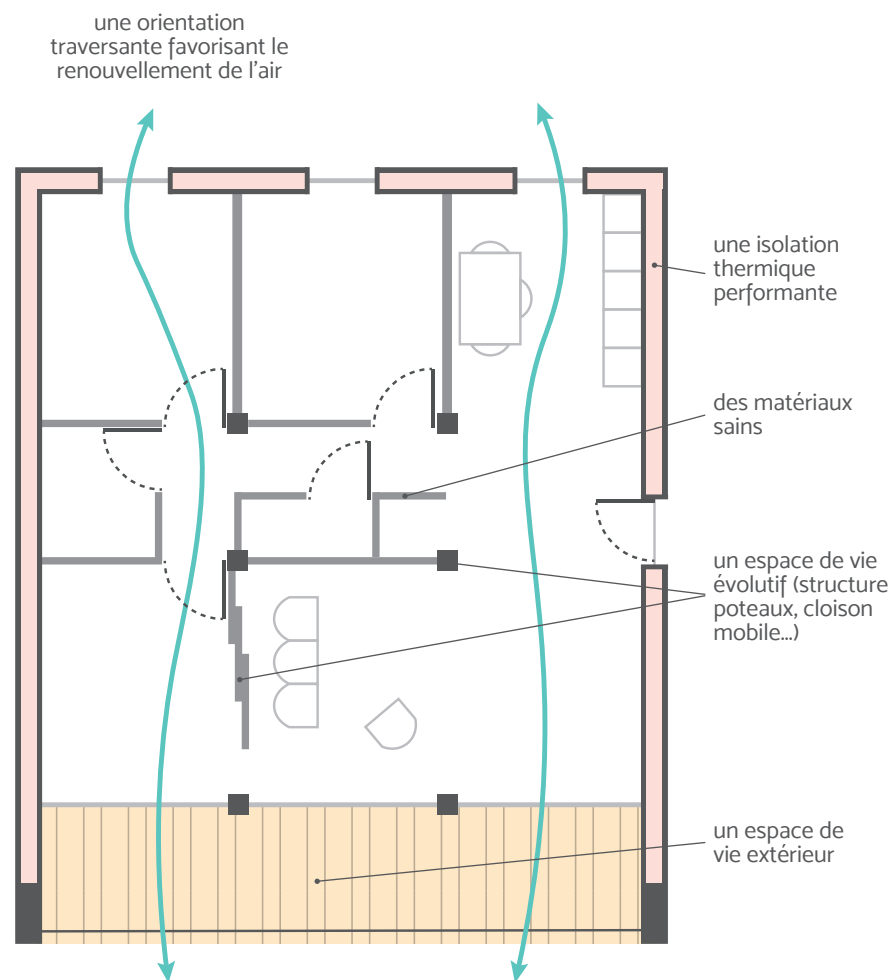 une orientation
traversante favorisant le
renouvellement de l’air
une isolation
thermique
performante
des matériaux
sains
un espace de vie
évolutif (structure
poteaux, cloison
mobile...)
un espace de
vie extérieur